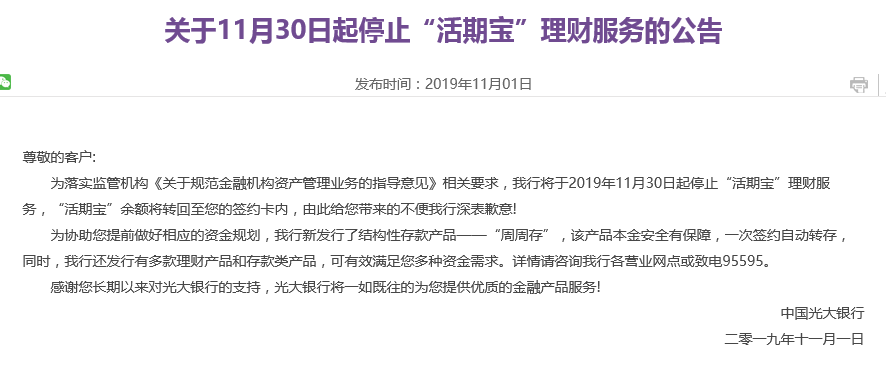 关于11月30日起停止“活期宝”理财服务的公告
发布时间：2019年11月01日
尊敬的客户:
为落实监管机构《关于规范金融机构资产管理业务的指导意见》相关要求，我行将于2019年11月30日起停止“活期宝”理财服
务，“活期宝”余额将转回至您的签约卡内，由此给您带来的不便我行深表歉意!
为协助您提前做好相应的资金规划，我行新发行了结构性存款产品——“周周存”，该产品本金安全有保障，一次签约自动转存，
同时，我行还发行有多款理财产品和存款类产品，可有效满足您多种资金需求。详情请咨询我行各营业网点或致电95595。
感谢您长期以来对光大银行的支持，光大银行将一如既往的为您提供优质的金融产品服务!
中国光大银行
二零一九年十一月一日